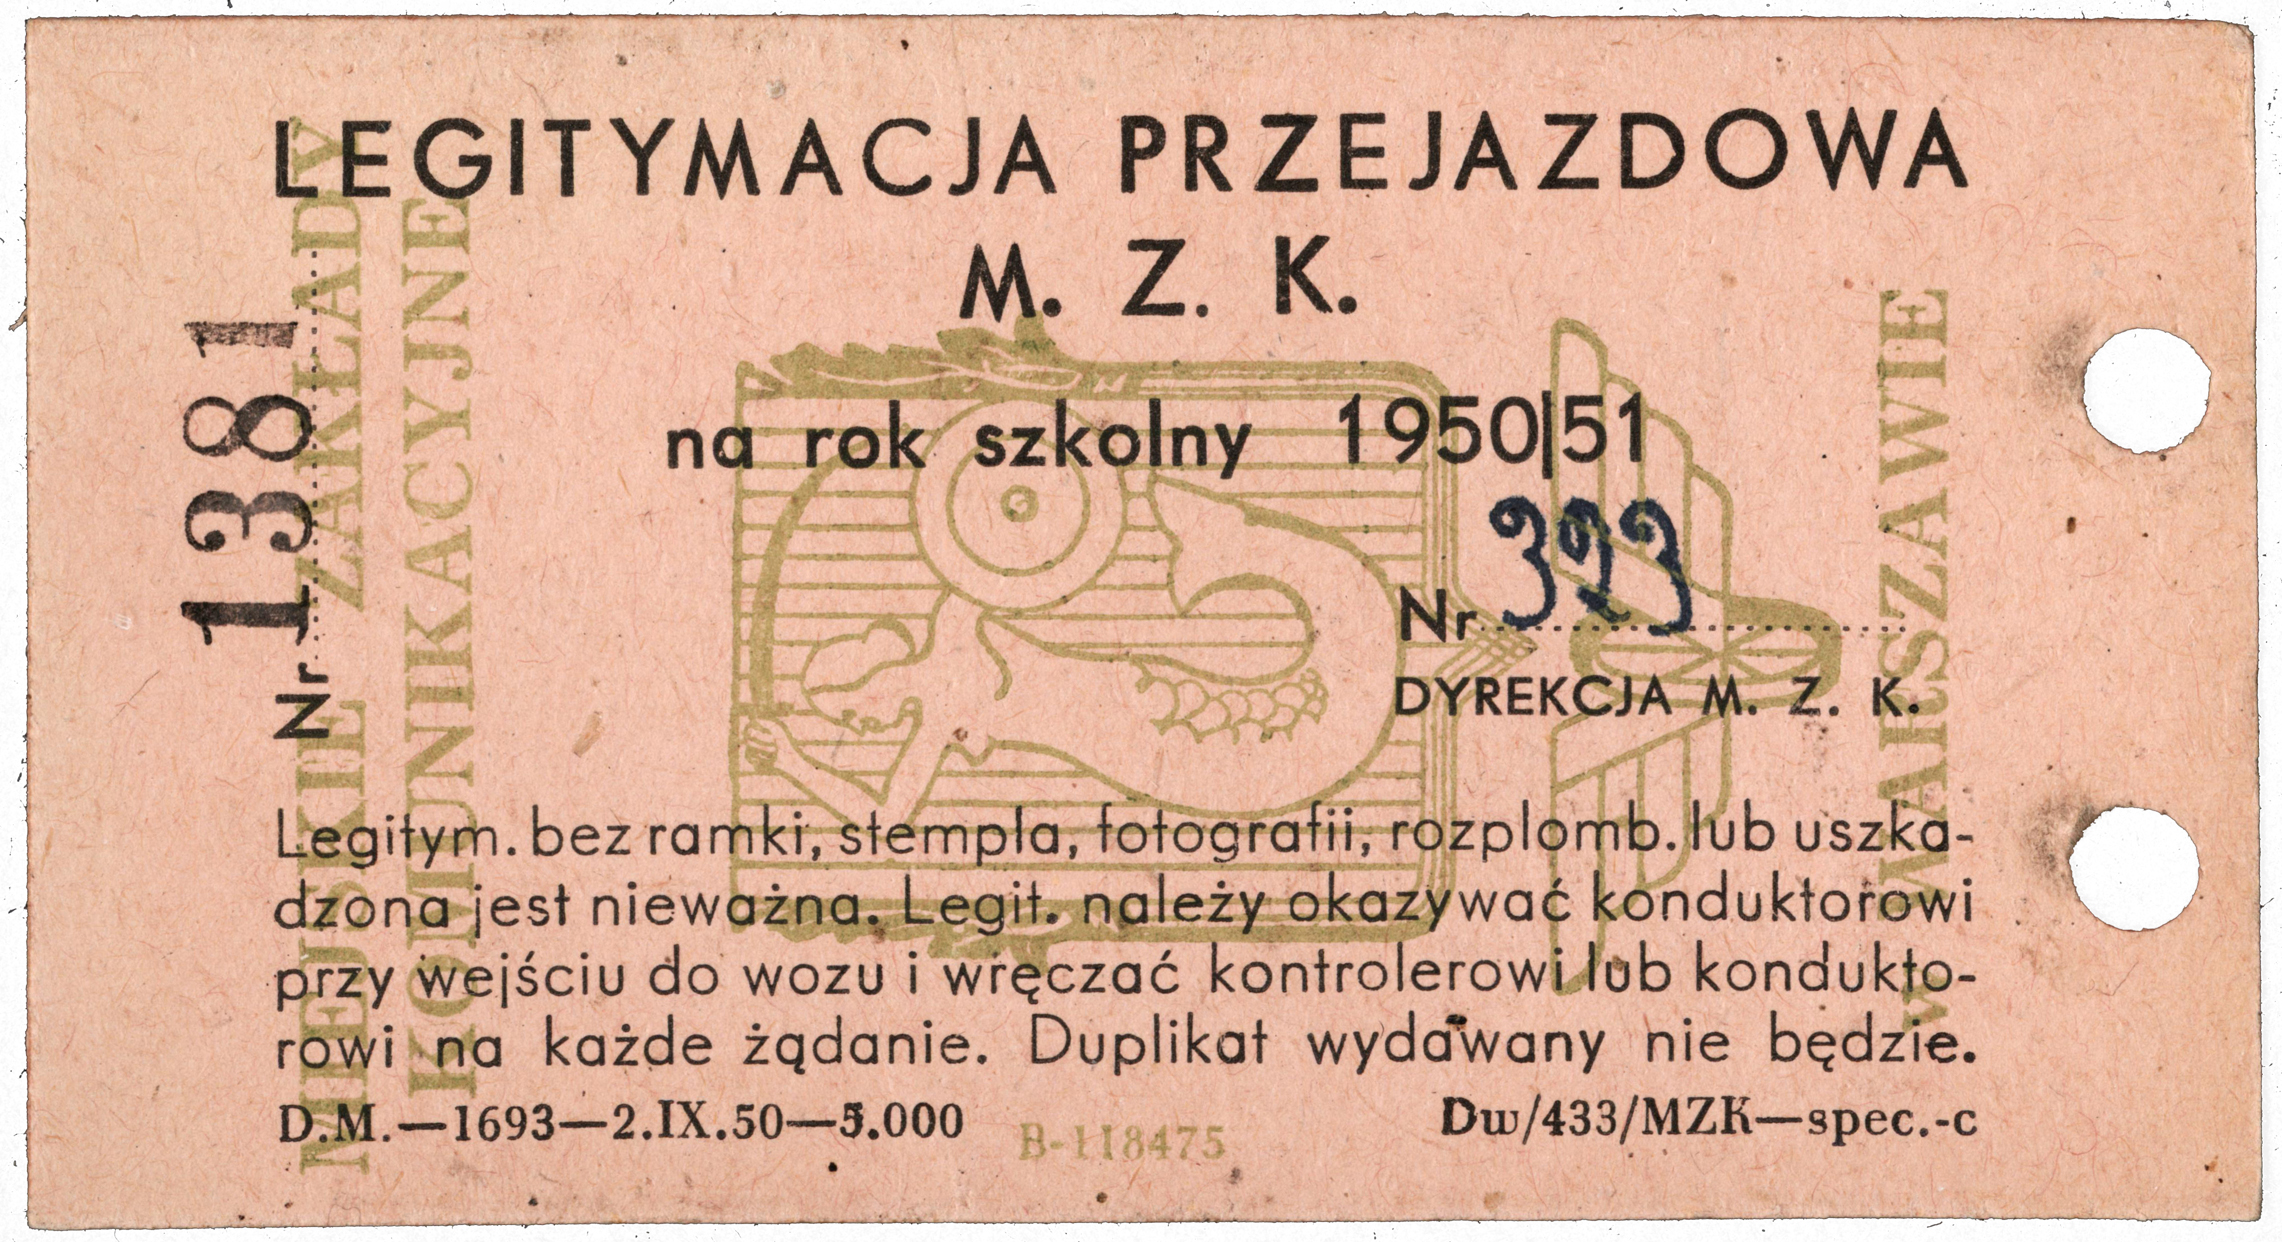 LEGITYMACJA PRZEJAZDOWA
M. Z. K.
na rok szkolny 1950|51
Nr 393
DYREKCJA M. Z. K.
Nr 1381
Legitym. bez ramki, stempla, fotografii, rozplomb. lub uszka-
dzona jest nieważna. Legit. należy okazywać konduktorowi
przy wejściu do wozu i wręczać kontrolerowi lub kondukto-
rowi na każde żądanie. Duplikat wydawany nie będzie.
D.M.—1693—2.IX.50—5.000
B-118475
Dw/433/MZK—spec.-c
MIEJSKIE ZAKŁADY
KOMUNIKACYJNE
w WARSZAWIE